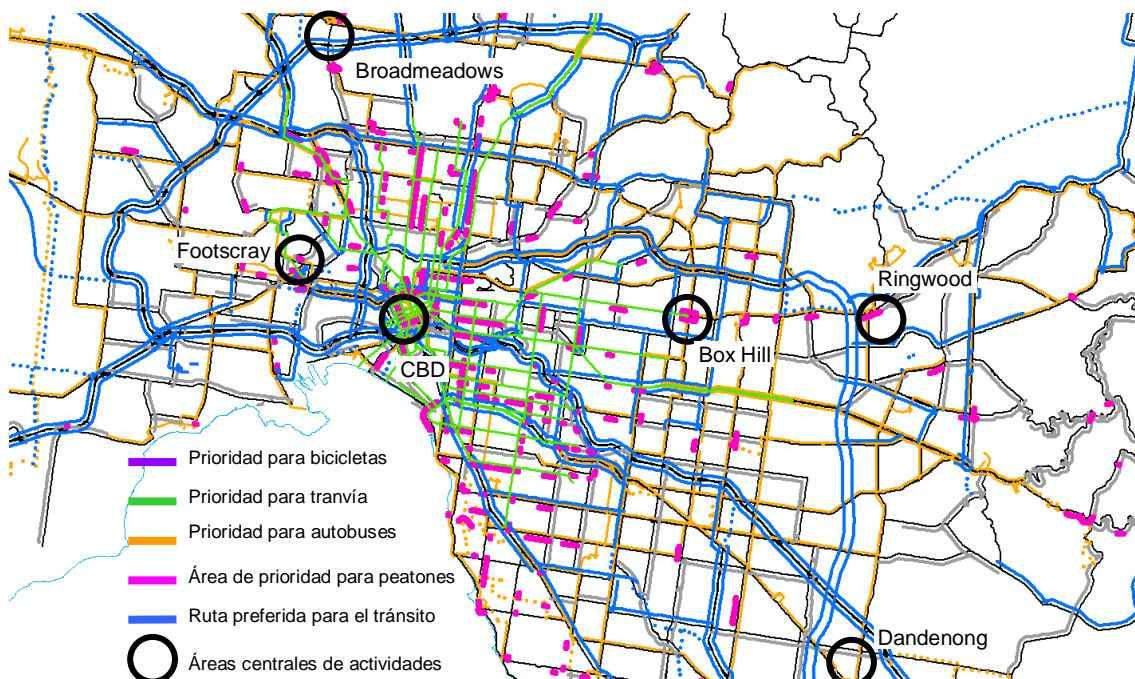 Broadmeadows
Footscray
Ringwood
Box Hill
CBD
Prioridad para bicicletas
Prioridad para tranvía
Prioridad para autobuses
Área de prioridad para peatones
Ruta preferida para el tránsito
Dandenong
Áreas centrales de actividades